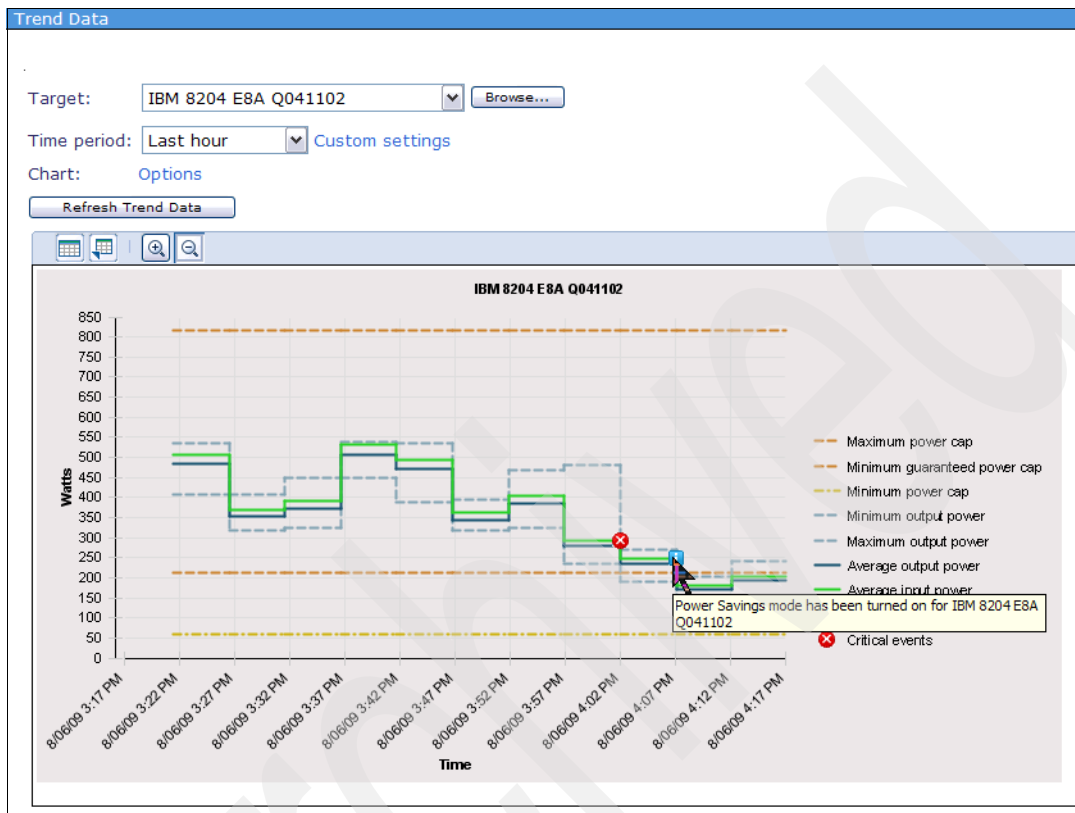 Trend Data
Target: IBM 8204 E8A Q041102 Browse...
Time period: Last hour Custom settings
Chart: Options
Refresh Trend Data
IBM 8204 E8A Q041102
850
800
750
700
650
600
550
500
450
400
350
300
250
200
150
100
50
0
Watts
Maximum power cap
Minimum guaranteed power cap
Minimum power cap
Minimum output power
Maximum output power
Average output power
Average input power
Power Savings mode has been turned on for IBM 8204 E8A
Q041102
Critical events
8/06/09 3:17 PM
8/06/09 3:22 PM
8/06/09 3:27 PM
8/06/09 3:32 PM
8/06/09 3:37 PM
8/06/09 3:42 PM
8/06/09 3:47 PM
8/06/09 3:52 PM
8/06/09 3:57 PM
8/06/09 4:02 PM
8/06/09 4:07 PM
8/06/09 4:12 PM
8/06/09 4:17 PM
Time